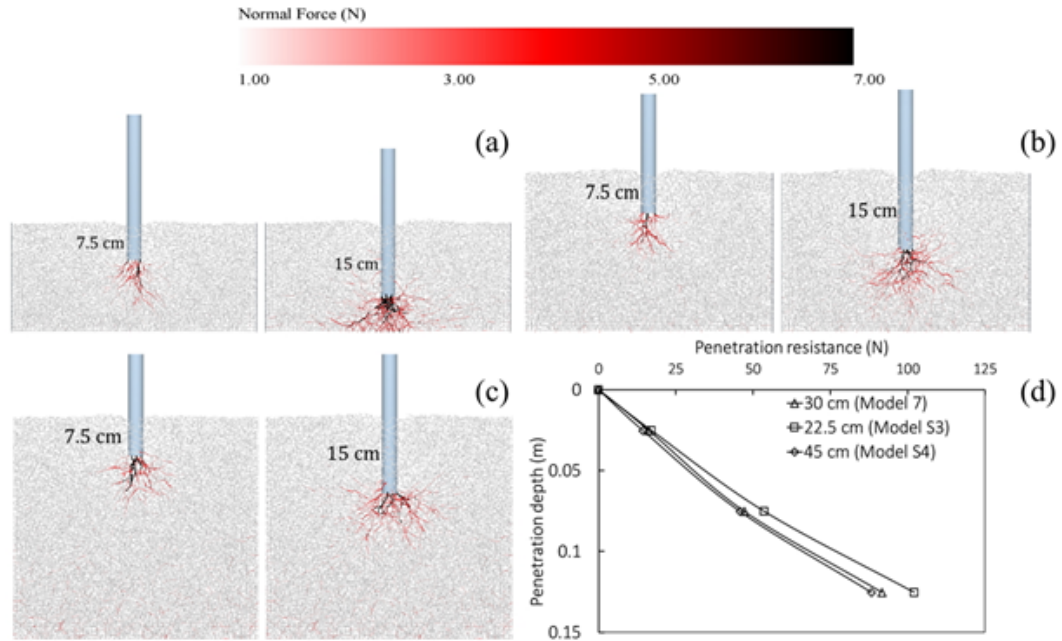 Normal Force (N)
1.00 3.00 5.00 7.00
(a)
7.5 cm
15 cm
(b)
7.5 cm
15 cm
(c)
7.5 cm
15 cm
(d)
Penetration resistance (N)
0 25 50 75 100 125
Penetration depth (m)
0
0.05
0.1
0.15
30 cm (Model 7)
22.5 cm (Model S3)
45 cm (Model S4)